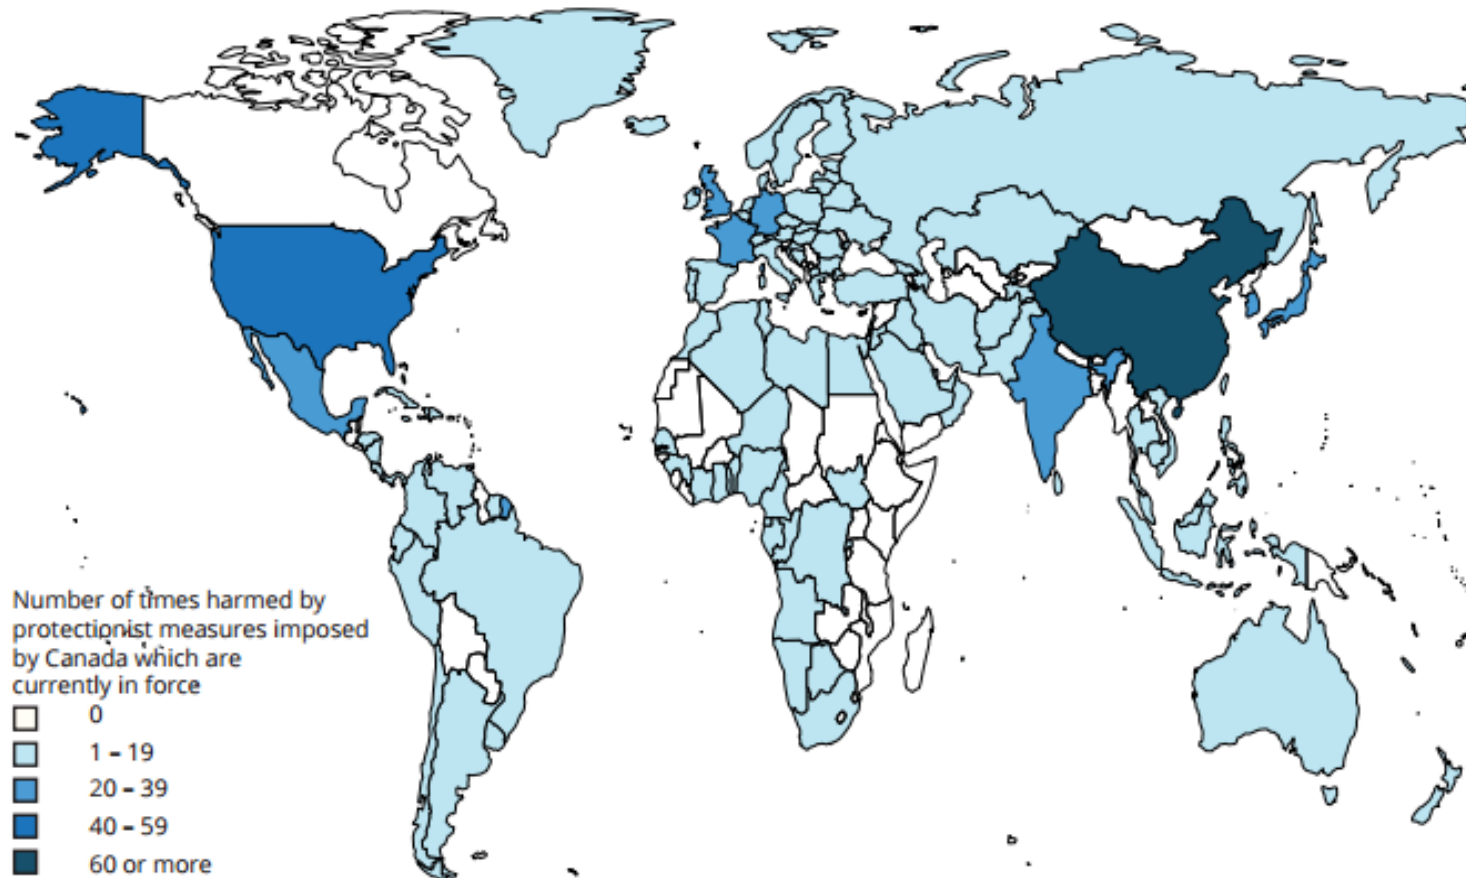 Number of times harmed by
protectionist measures imposed
by Canada which are
currently in force
0
1 – 19
20 – 39
40 – 59
60 or more